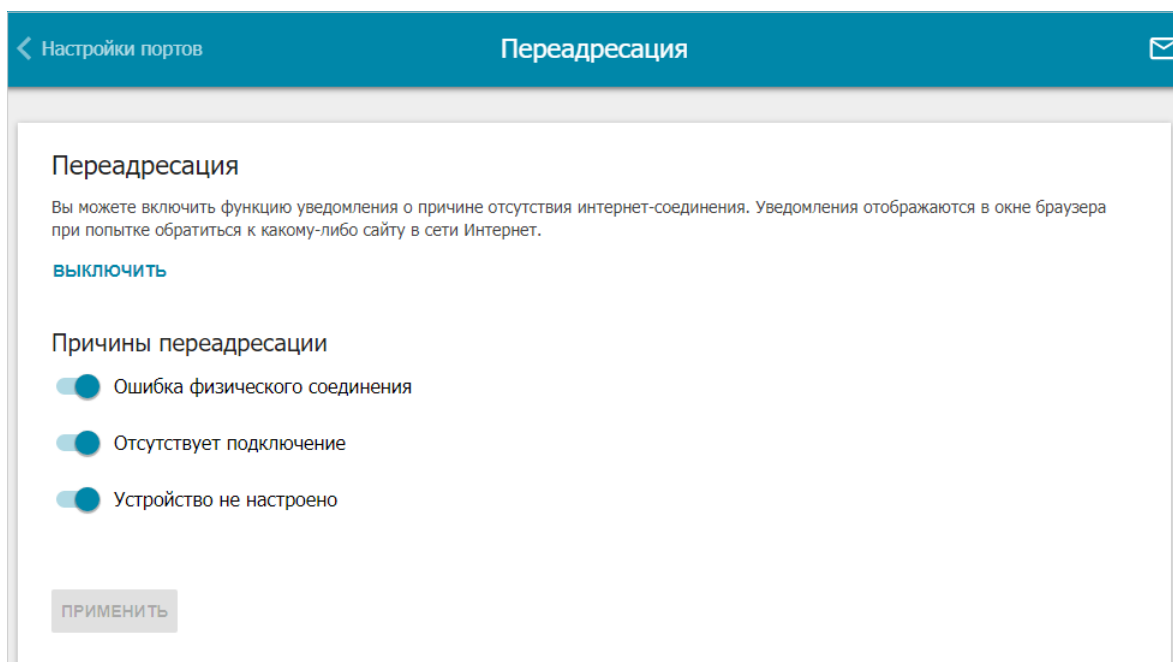 Настройки портов
Переадресация
Переадресация
Вы можете включить функцию уведомления о причине отсутствия интернет-соединения. Уведомления отображаются в окне браузера
при попытке обратиться к какому-либо сайту в сети Интернет.
ВЫКЛЮЧИТЬ
Причины переадресации
Ошибка физического соединения
Отсутствует подключение
Устройство не настроено
ПРИМЕНИТЬ